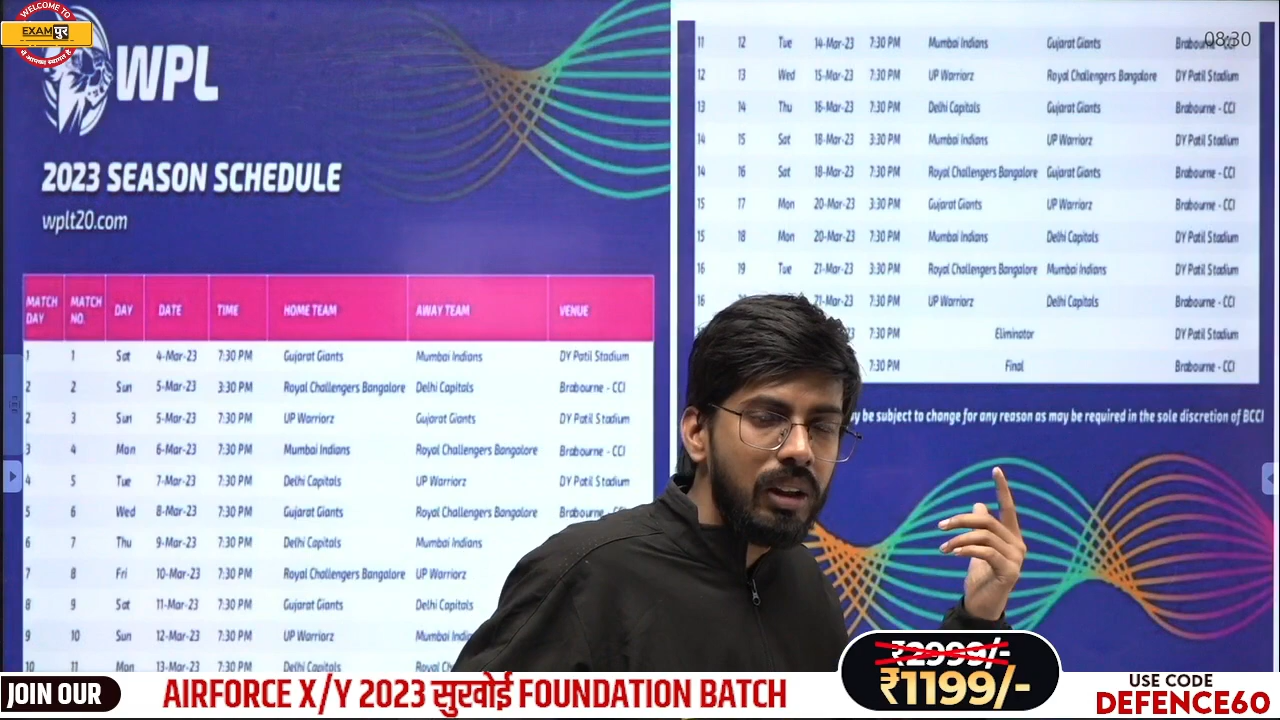 WELCOME TO
EXAMपुर
में आपका स्वागत है
WPL
2023 SEASON SCHEDULE
wplt20.com
MATCH DAY MATCH NO. DAY DATE TIME HOME TEAM AWAY TEAM VENUE
1 1 Sat 4-Mar-23 7:30 PM Gujarat Giants Mumbai Indians DY Patil Stadium
2 2 Sun 5-Mar-23 3:30 PM Royal Challengers Bangalore Delhi Capitals Brabourne - CCI
2 3 Sun 5-Mar-23 7:30 PM UP Warriorz Gujarat Giants DY Patil Stadium
3 4 Mon 6-Mar-23 7:30 PM Mumbai Indians Royal Challengers Bangalore Brabourne - CCI
4 5 Tue 7-Mar-23 7:30 PM Delhi Capitals UP Warriorz DY Patil Stadium
5 6 Wed 8-Mar-23 7:30 PM Gujarat Giants Royal Challengers Bangalore Brabourne - CCI
6 7 Thu 9-Mar-23 7:30 PM Delhi Capitals Mumbai Indians
7 8 Fri 10-Mar-23 7:30 PM Royal Challengers Bangalore UP Warriorz
8 9 Sat 11-Mar-23 7:30 PM Gujarat Giants Delhi Capitals
9 10 Sun 12-Mar-23 7:30 PM UP Warriorz Mumbai
10 11 Mon 13-Mar-23 7:30 PM Delhi Capitals Royal
08:30
11 12 Tue 14-Mar-23 7:30 PM Mumbai Indians Gujarat Giants Brabourne - CCI
12 13 Wed 15-Mar-23 7:30 PM UP Warriorz Royal Challengers Bangalore DY Patil Stadium
13 14 Thu 16-Mar-23 7:30 PM Delhi Capitals Gujarat Giants Brabourne - CCI
14 15 Sat 18-Mar-23 3:30 PM Mumbai Indians UP Warriorz DY Patil Stadium
14 16 Sat 18-Mar-23 7:30 PM Royal Challengers Bangalore Gujarat Giants Brabourne - CCI
15 17 Mon 20-Mar-23 3:30 PM Gujarat Giants UP Warriorz Brabourne - CCI
15 18 Mon 20-Mar-23 7:30 PM Mumbai Indians Delhi Capitals DY Patil Stadium
16 19 Tue 21-Mar-23 3:30 PM Royal Challengers Bangalore Mumbai Indians DY Patil Stadium
16 21-Mar-23 7:30 PM UP Warriorz Delhi Capitals Brabourne - CCI
7:30 PM Eliminator DY Patil Stadium
7:30 PM Final Brabourne - CCI
be subject to change for any reason as may be required in the sole discretion of BCCI
JOIN OUR
AIRFORCE X/Y 2023 सुखोई FOUNDATION BATCH
₹2999/-
₹1199/-
USE CODE
DEFENCE60